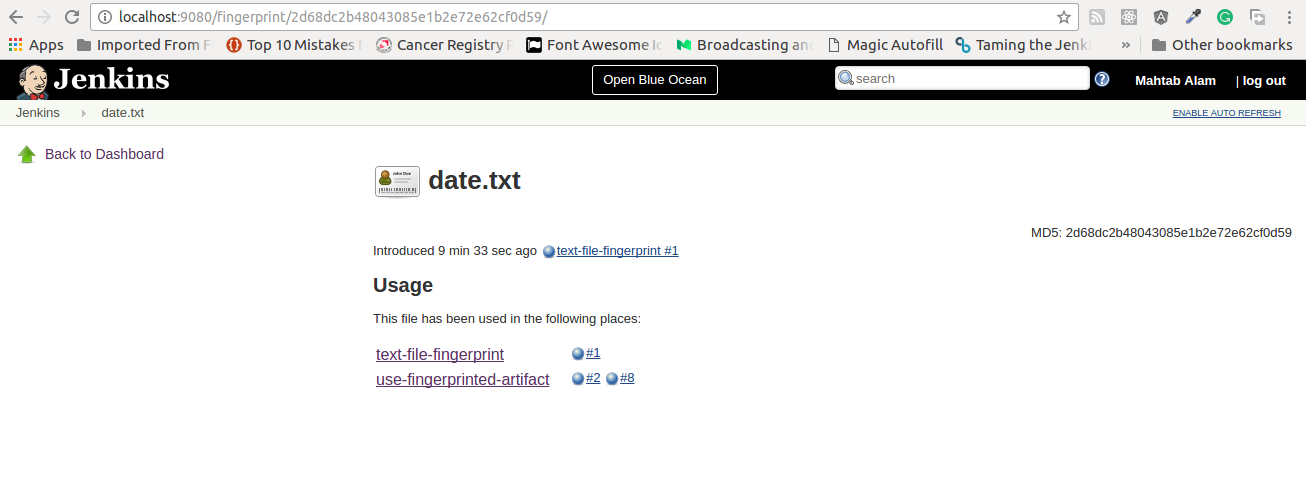 localhost:9080/fingerprint/2d68dc2b48043085e1b2e72e62cf0d59/
Apps Imported From F Top 10 Mistakes Cancer Registry Font Awesome Broadcasting an Magic Autofill Taming the Jenk » Other bookmarks
Jenkins Open Blue Ocean search Mahtab Alam | log out
Jenkins date.txt ENABLE AUTO REFRESH
Back to Dashboard
John Doe
date.txt
MD5: 2d68dc2b48043085e1b2e72e62cf0d59
Introduced 9 min 33 sec ago text-file-fingerprint #1
Usage
This file has been used in the following places:
text-file-fingerprint #1
use-fingerprinted-artifact #2 #8